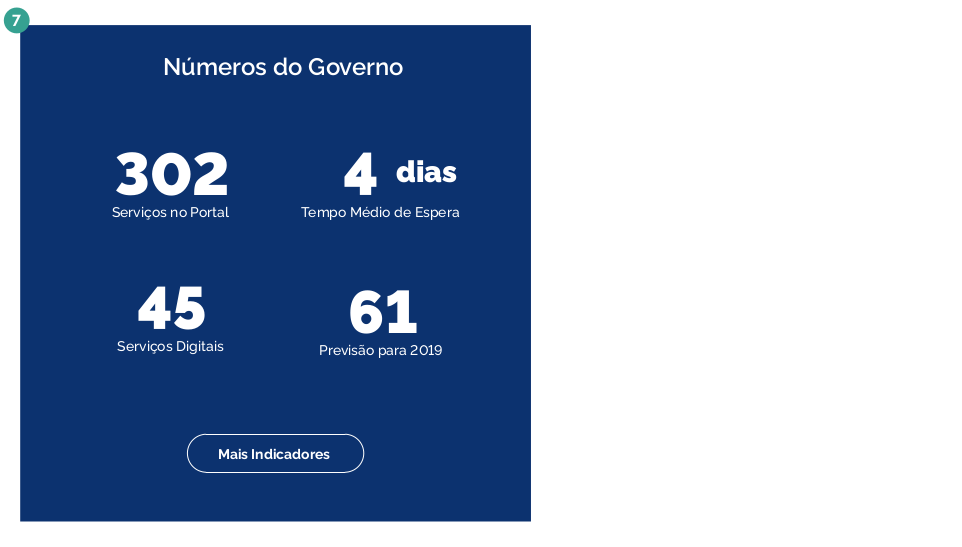 7
Números do Governo
302
Serviços no Portal
4 dias
Tempo Médio de Espera
45
Serviços Digitais
61
Previsão para 2019
Mais Indicadores